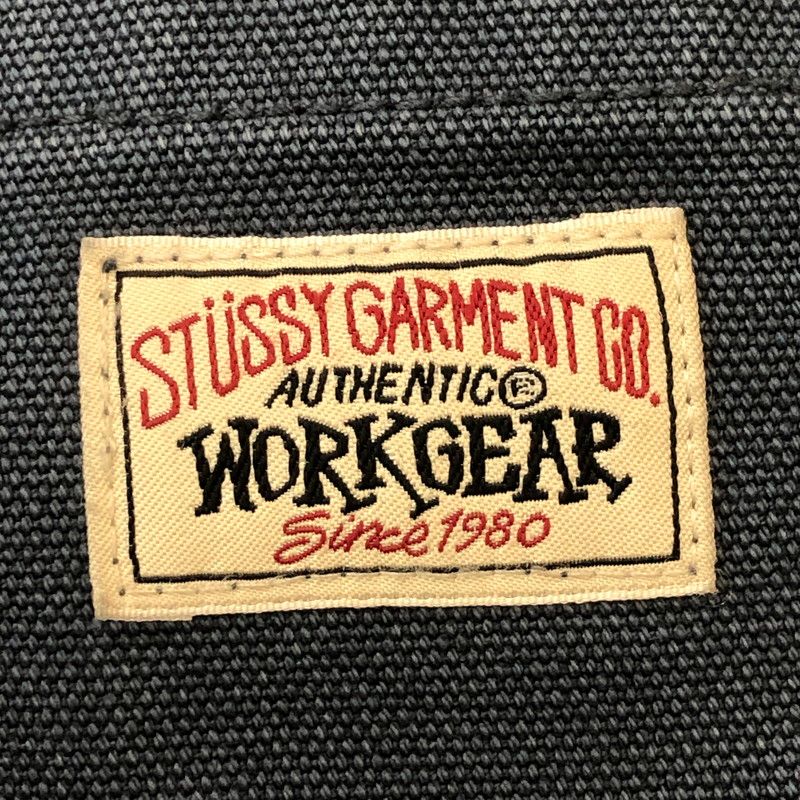 STÜSSY GARMENT CO.
AUTHENTIC®
WORKGEAR
Since 1980